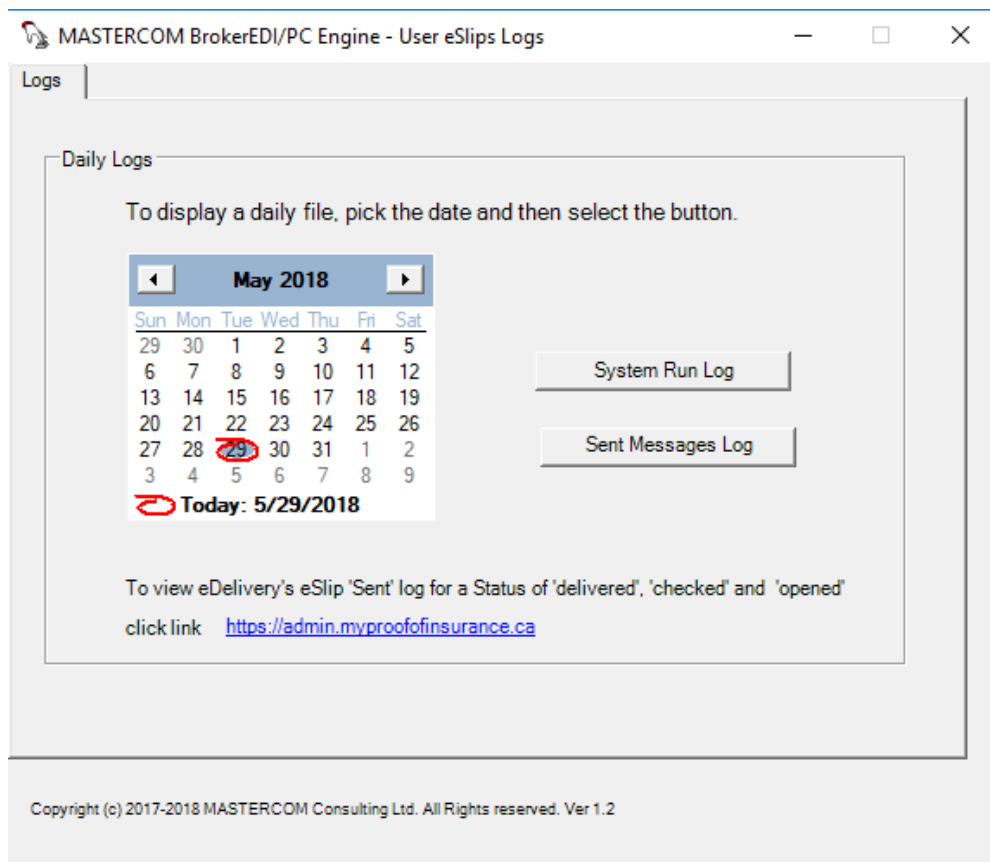 MASTERCOM BrokerEDI/PC Engine - User eSlips Logs
Logs
Daily Logs
To display a daily file, pick the date and then select the button.
May 2018
Sun Mon Tue Wed Thu Fri Sat
29 30 1 2 3 4 5
6 7 8 9 10 11 12
13 14 15 16 17 18 19
20 21 22 23 24 25 26
27 28 29 30 31 1 2
3 4 5 6 7 8 9
Today: 5/29/2018
System Run Log
Sent Messages Log
To view eDelivery's eSlip 'Sent' log for a Status of 'delivered', 'checked' and 'opened'
click link https://admin.myproofofinsurance.ca
Copyright (c) 2017-2018 MASTERCOM Consulting Ltd. All Rights reserved. Ver 1.2